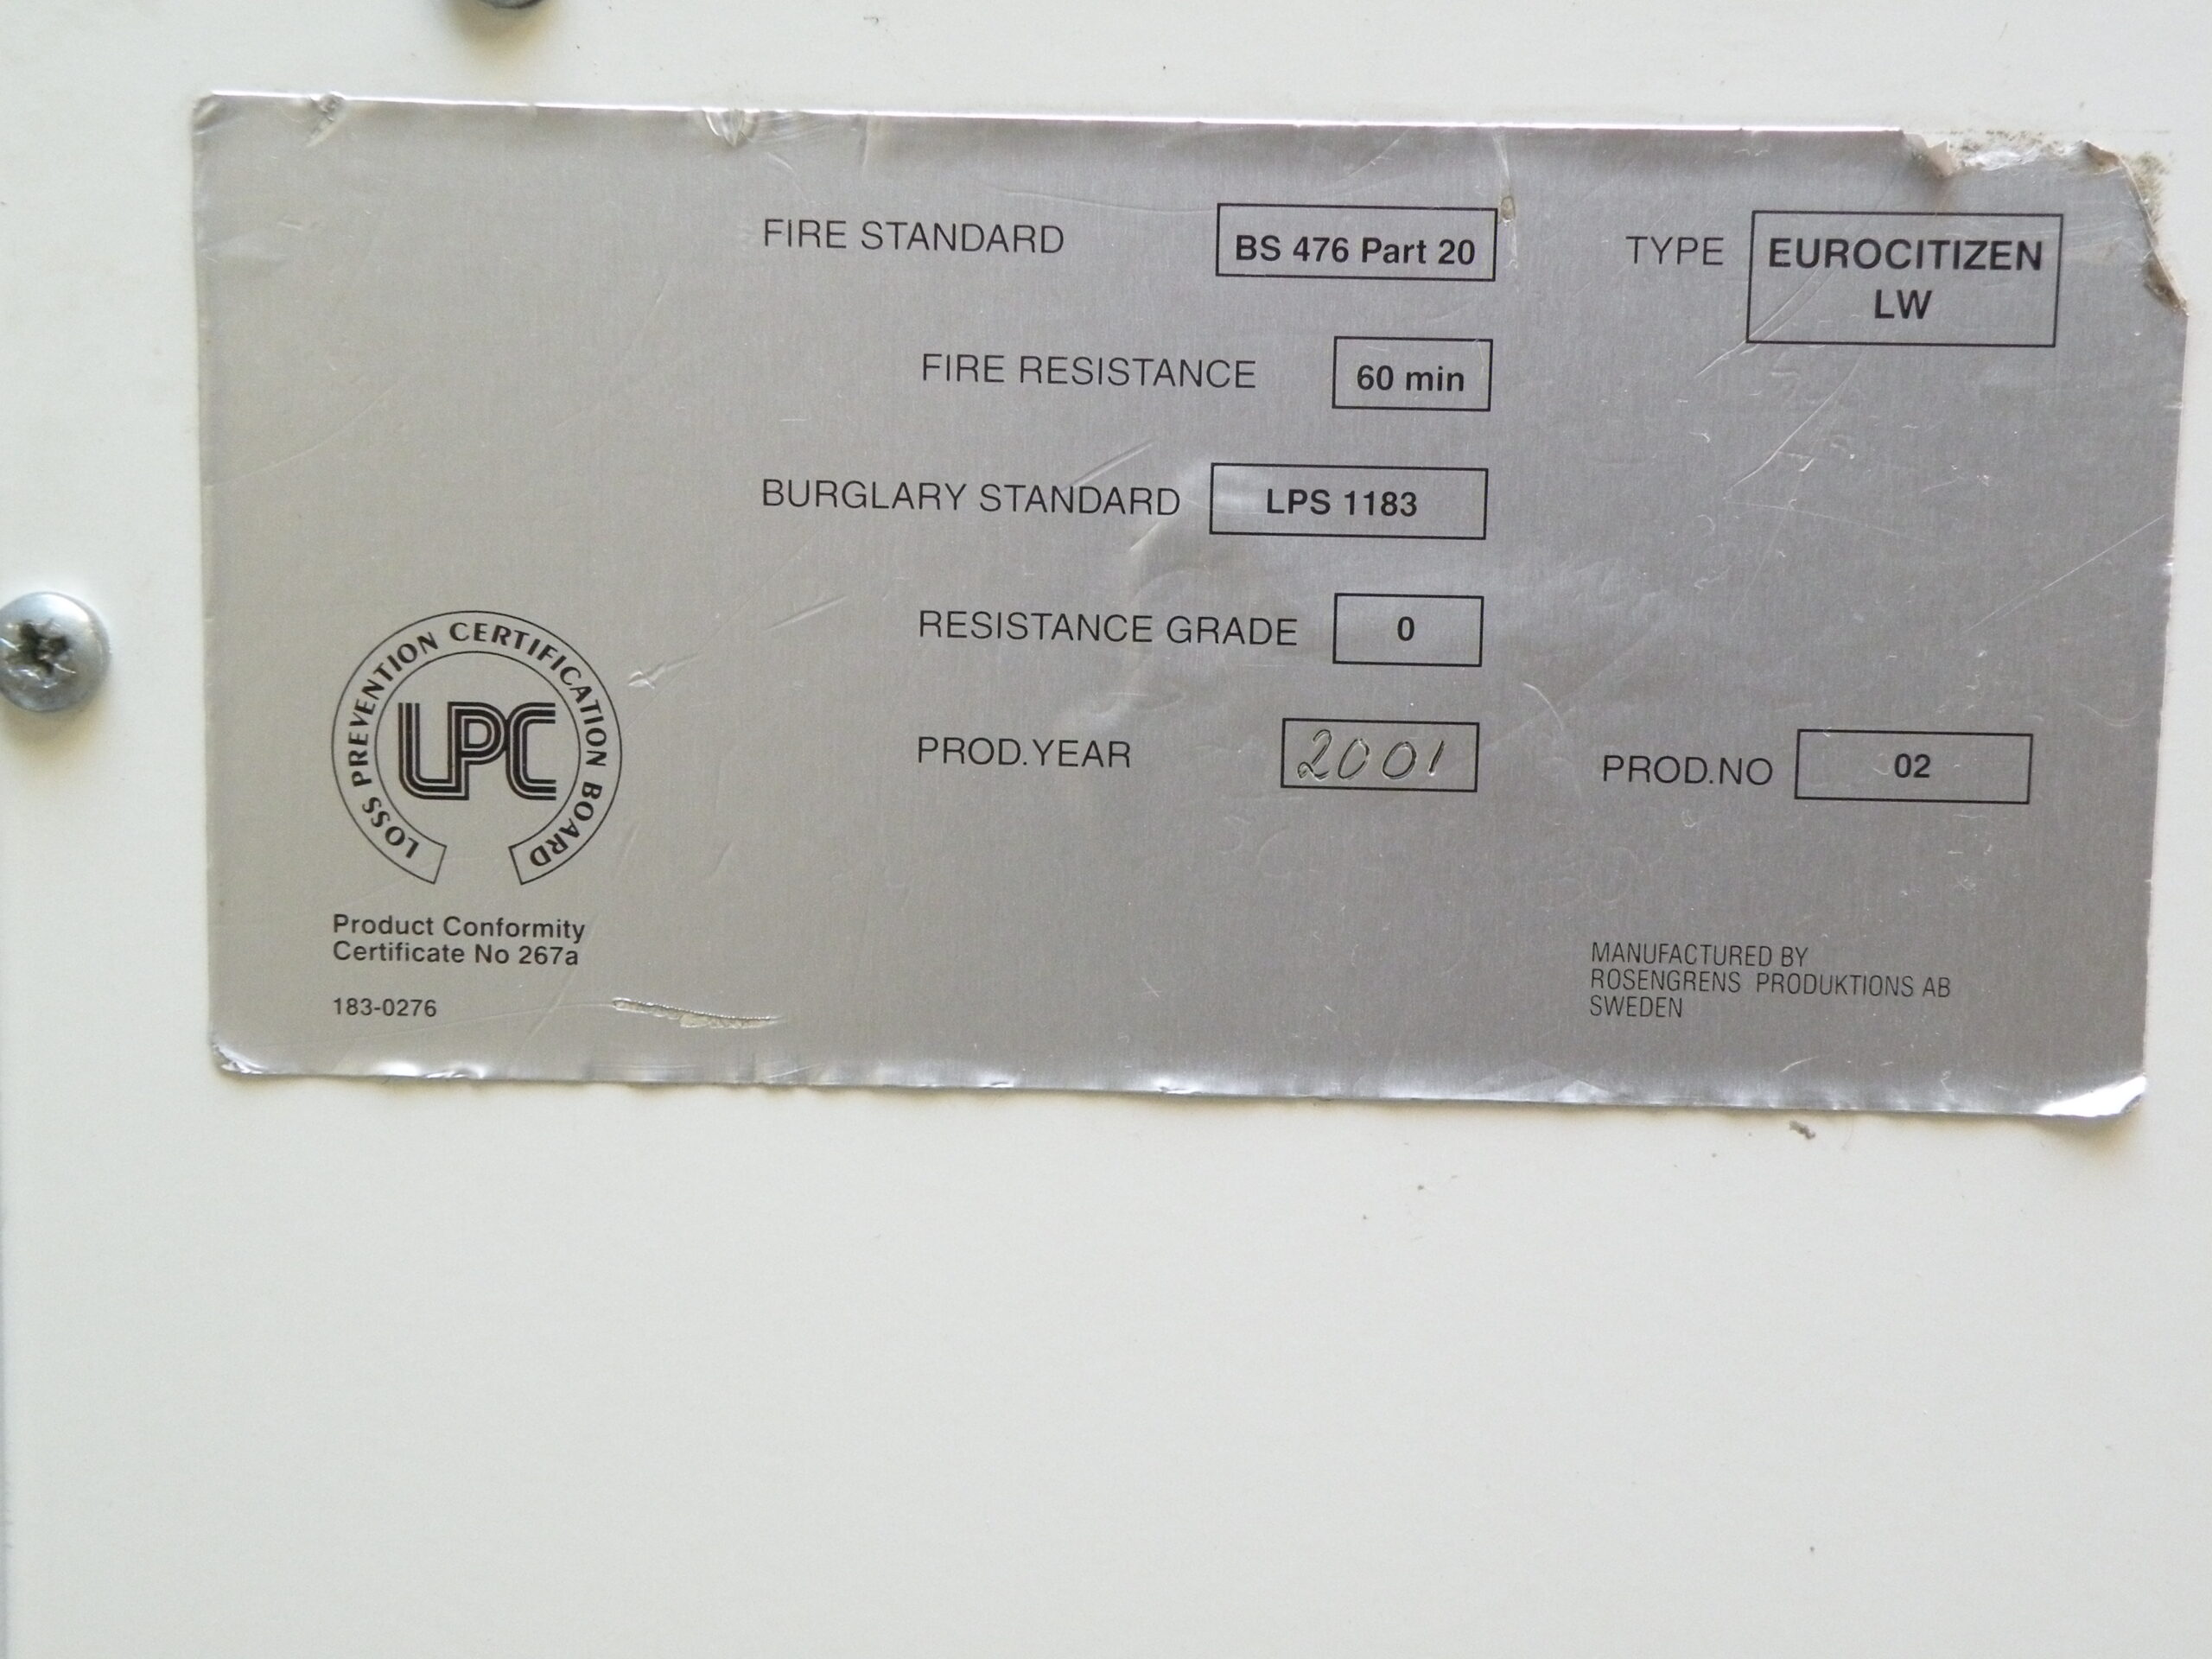 FIRE STANDARD BS 476 Part 20
TYPE EUROCITIZEN
LW
FIRE RESISTANCE 60 min
BURGLARY STANDARD LPS 1183
RESISTANCE GRADE 0
PROD.YEAR 2001
PROD.NO 02
LOSS PREVENTION CERTIFICATION BOARD
LPC
Product Conformity
Certificate No 267a
183-0276
MANUFACTURED BY
ROSENGRENS PRODUKTIONS AB
SWEDEN